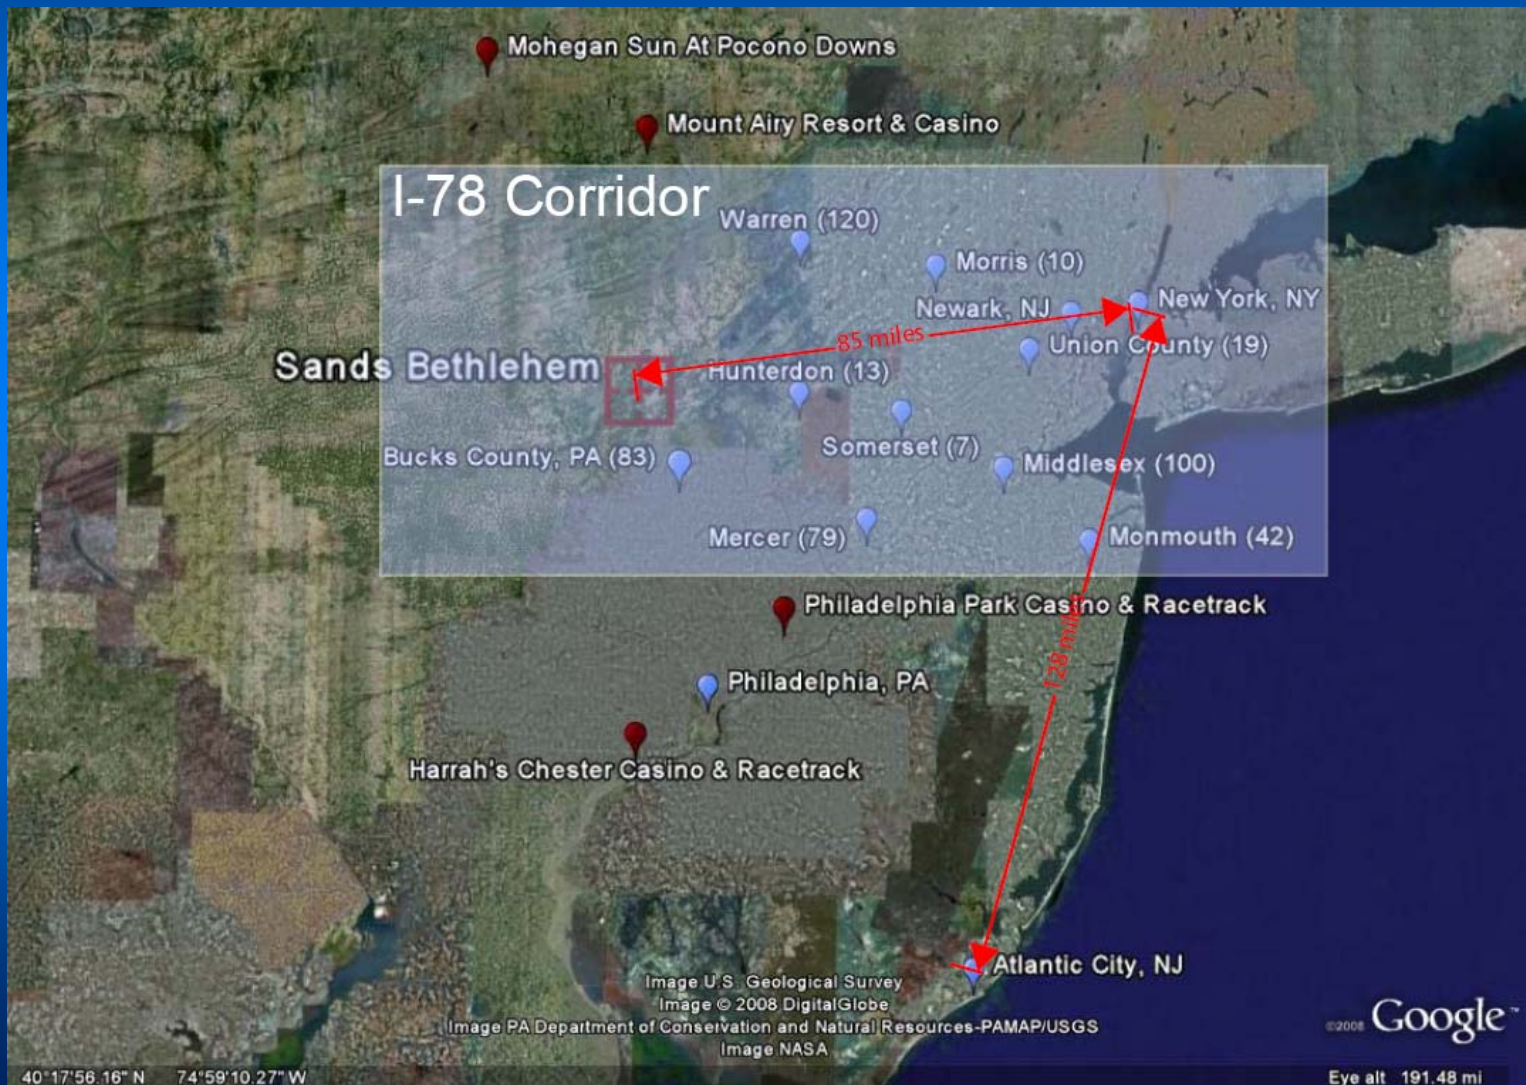 Mohegan Sun At Pocono Downs
Mount Airy Resort & Casino
I-78 Corridor
Warren (120)
Morris (10)
Newark, NJ
New York, NY
85 miles
Union County (19)
Sands Bethlehem
Hunterdon (13)
Somerset (7)
Bucks County, PA (83)
Middlesex (100)
Mercer (79)
Monmouth (42)
Philadelphia Park Casino & Racetrack
128 miles
Philadelphia, PA
Harrah's Chester Casino & Racetrack
Atlantic City, NJ
Image U.S. Geological Survey
Image © 2008 DigitalGlobe
Image PA Department of Conservation and Natural Resources-PAMAP/USGS
Image NASA
©2008 Google™
40°17'56.16" N 74°59'10.27" W
Eye alt 191.48 mi